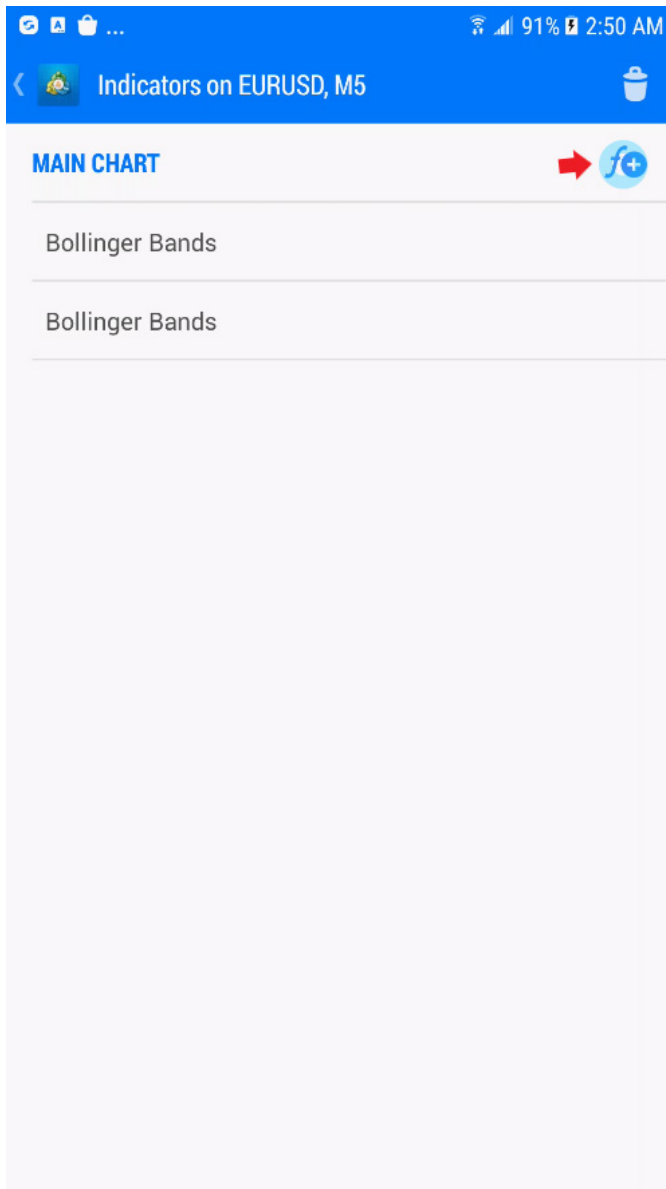 ... 91% 2:50 AM
Indicators on EURUSD, M5
MAIN CHART
Bollinger Bands
Bollinger Bands